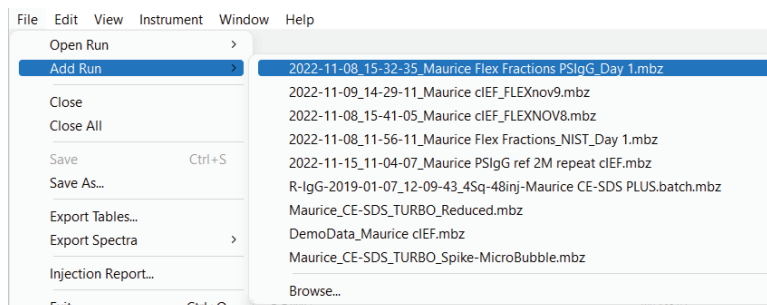 File Edit View Instrument Window Help
Open Run >
Add Run >
Close
Close All
Save Ctrl+S
Save As...
Export Tables...
Export Spectra >
Injection Report...
2022-11-08_15-32-35_Maurice Flex Fractions PSIgG_Day 1.mbz
2022-11-09_14-29-11_Maurice cIEF_FLEXnov9.mbz
2022-11-08_15-41-05_Maurice cIEF_FLEXNOV8.mbz
2022-11-08_11-56-11_Maurice Flex Fractions_NIST_Day 1.mbz
2022-11-15_11-04-07_Maurice PSIgG ref 2M repeat cIEF.mbz
R-IgG-2019-01-07_12-09-43_4Sq-48inj-Maurice CE-SDS PLUS.batch.mbz
Maurice_CE-SDS_TURBO_Reduced.mbz
DemoData_Maurice cIEF.mbz
Maurice_CE-SDS_TURBO_Spike-MicroBubble.mbz
Browse...